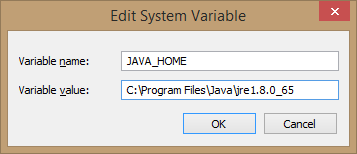 Edit System Variable
Variable name: JAVA_HOME
Variable value: C:\Program Files\Java\jre1.8.0_65
OK Cancel